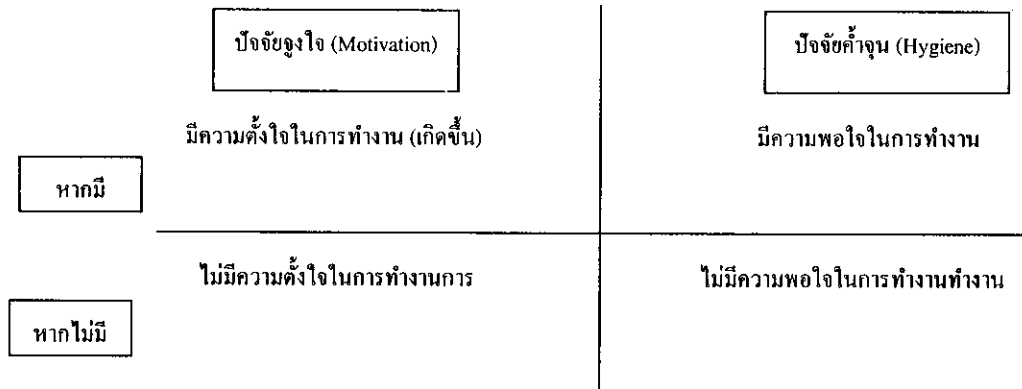 ปัจจัยจูงใจ (Motivation)
ปัจจัยค้ำจุน (Hygiene)
มีความตั้งใจในการทำงาน (เกิดขึ้น)
มีความพอใจในการทำงาน
หากมี
ไม่มีความตั้งใจในการทำงานการ
ไม่มีความพอใจในการทำงานทำงาน
หากไม่มี